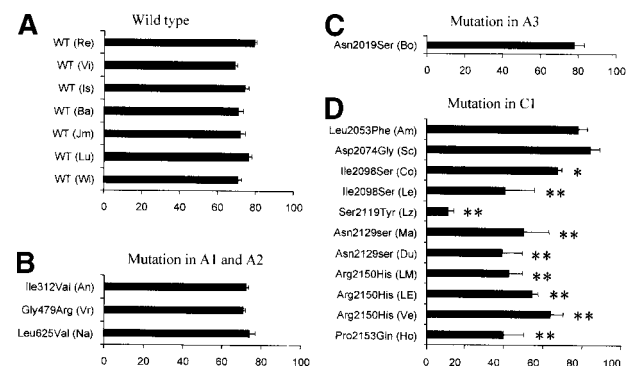 A
Wild type
WT (Re)
WT (Vi)
WT (Is)
WT (Ba)
WT (Jm)
WT (Lu)
WT (Wi)
0 20 40 60 80 100
B
Mutation in A1 and A2
Ile312Val (An)
Gly479Arg (Vr)
Leu625Val (Na)
0 20 40 60 80 100
C
Mutation in A3
Asn2019Ser (Bo)
0 20 40 60 80 100
D
Mutation in C1
Leu2053Phe (Am)
Asp2074Gly (Sc)
Ile2098Ser (Co) *
Ile2098Ser (Le) **
Ser2119Tyr (Lz) **
Asn2129ser (Ma) **
Asn2129ser (Du) **
Arg2150His (LM) **
Arg2150His (LE) **
Arg2150His (Ve) **
Pro2153Gln (Ho) **
0 20 40 60 80 100